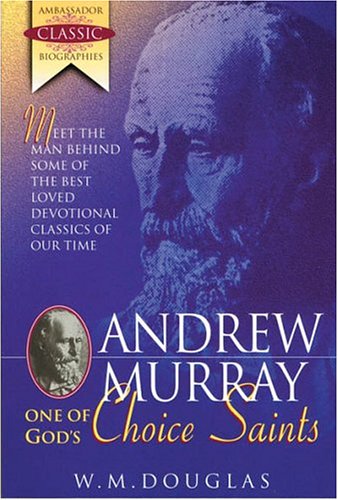 AMBASSADOR
CLASSIC
BIOGRAPHIES
MEET THE
MAN BEHIND
SOME OF
THE BEST
LOVED
DEVOTIONAL
CLASSICS OF
OUR TIME
ANDREW
MURRAY
ONE OF
GOD'S
Choice Saints
W.M.DOUGLAS